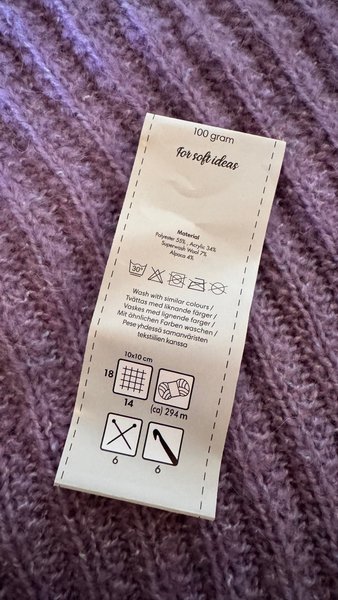 100 gram
For soft ideas
Material
Polyester 55%, Acrylic 34%
Superwash Wool 7%
Alpaca 4%
30°
Wash with similar colours /
Tvättas med liknande färger /
Vaskes med lignende farger /
Mit ähnlichen Farben waschen /
Pese yhdessä samanväristen
tekstiilien kanssa
10x10 cm
18
14
(ca) 294 m
6
6